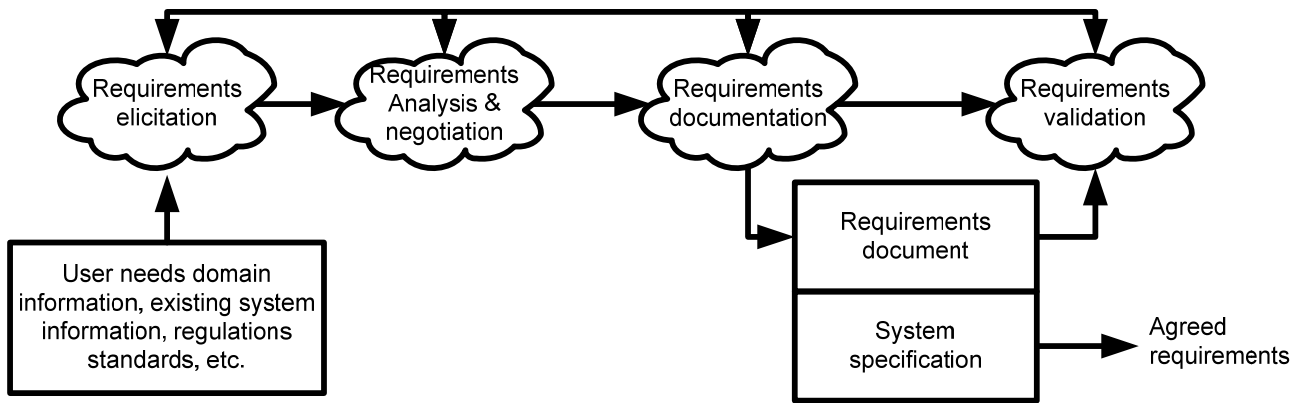 Requirements
elicitation
Requirements
Analysis &
negotiation
Requirements
documentation
Requirements
validation
User needs domain
information, existing system
information, regulations
standards, etc.
Requirements
document
System
specification
Agreed
requirements